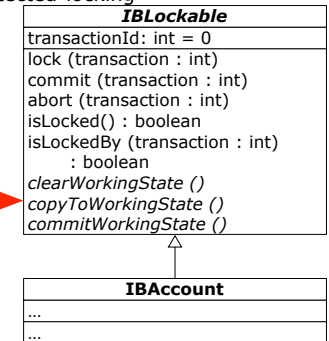 IBLockable
transactionId: int = 0
lock (transaction : int)
commit (transaction : int)
abort (transaction : int)
isLocked() : boolean
isLockedBy (transaction : int)
: boolean
clearWorkingState ()
copyToWorkingState ()
commitWorkingState ()
IBAccount
...
...